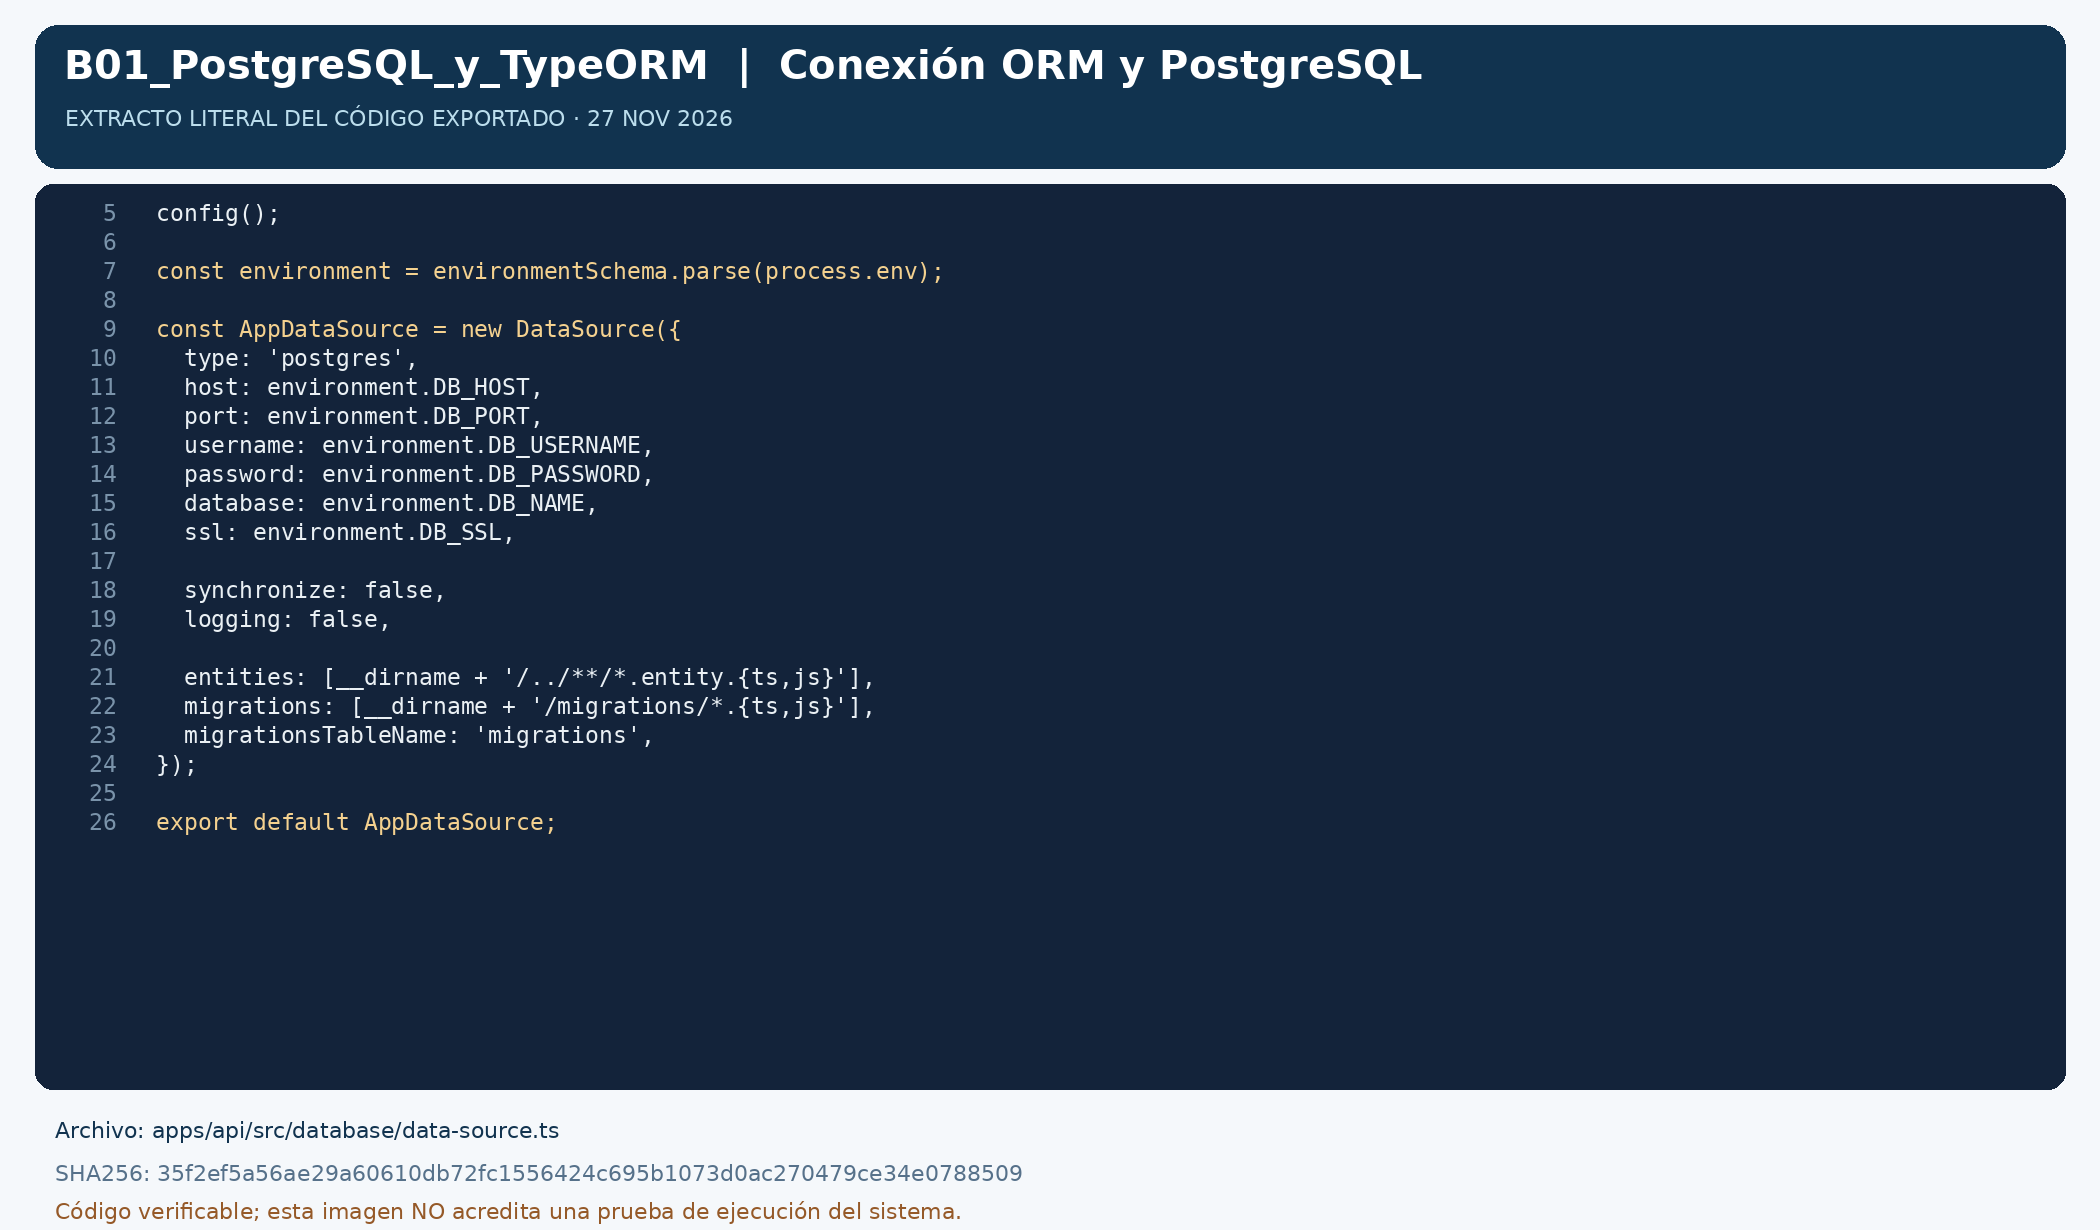 B01_PostgreSQL_y_TypeORM | Conexión ORM y PostgreSQL
EXTRACTO LITERAL DEL CÓDIGO EXPORTADO · 27 NOV 2026
5 config();
6
7 const environment = environmentSchema.parse(process.env);
8
9 const AppDataSource = new DataSource({
10   type: 'postgres',
11   host: environment.DB_HOST,
12   port: environment.DB_PORT,
13   username: environment.DB_USERNAME,
14   password: environment.DB_PASSWORD,
15   database: environment.DB_NAME,
16   ssl: environment.DB_SSL,
17
18   synchronize: false,
19   logging: false,
20
21   entities: [__dirname + '/../**/*.entity.{ts,js}'],
22   migrations: [__dirname + '/migrations/*.{ts,js}'],
23   migrationsTableName: 'migrations',
24 });
25
26 export default AppDataSource;
Archivo: apps/api/src/database/data-source.ts
SHA256: 35f2ef5a56ae29a60610db72fc1556424c695b1073d0ac270479ce34e0788509
Código verificable; esta imagen NO acredita una prueba de ejecución del sistema.